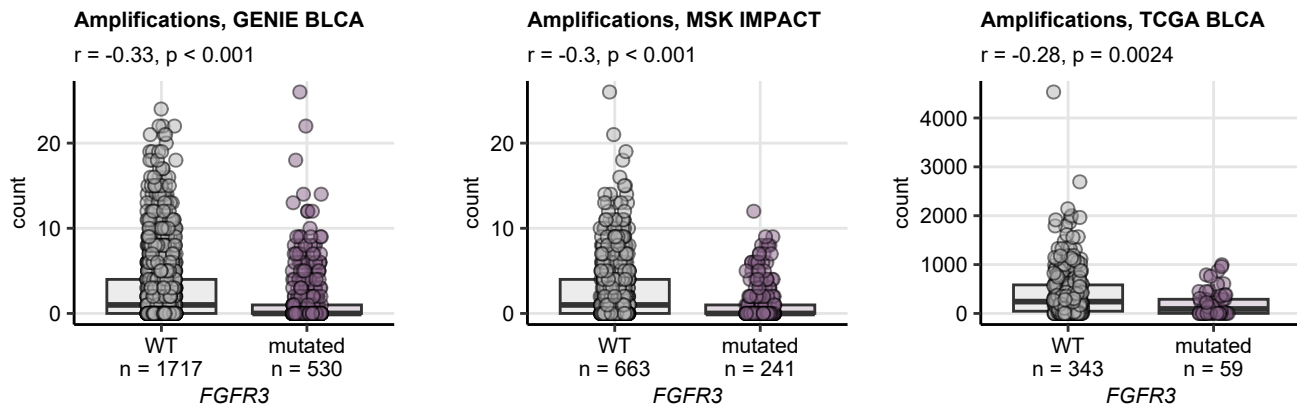 Amplifications, GENIE BLCA
r = -0.33, p < 0.001
count
20
10
0
WT
n = 1717
mutated
n = 530
FGFR3
Amplifications, MSK IMPACT
r = -0.3, p < 0.001
count
20
10
0
WT
n = 663
mutated
n = 241
FGFR3
Amplifications, TCGA BLCA
r = -0.28, p = 0.0024
count
4000
3000
2000
1000
0
WT
n = 343
mutated
n = 59
FGFR3